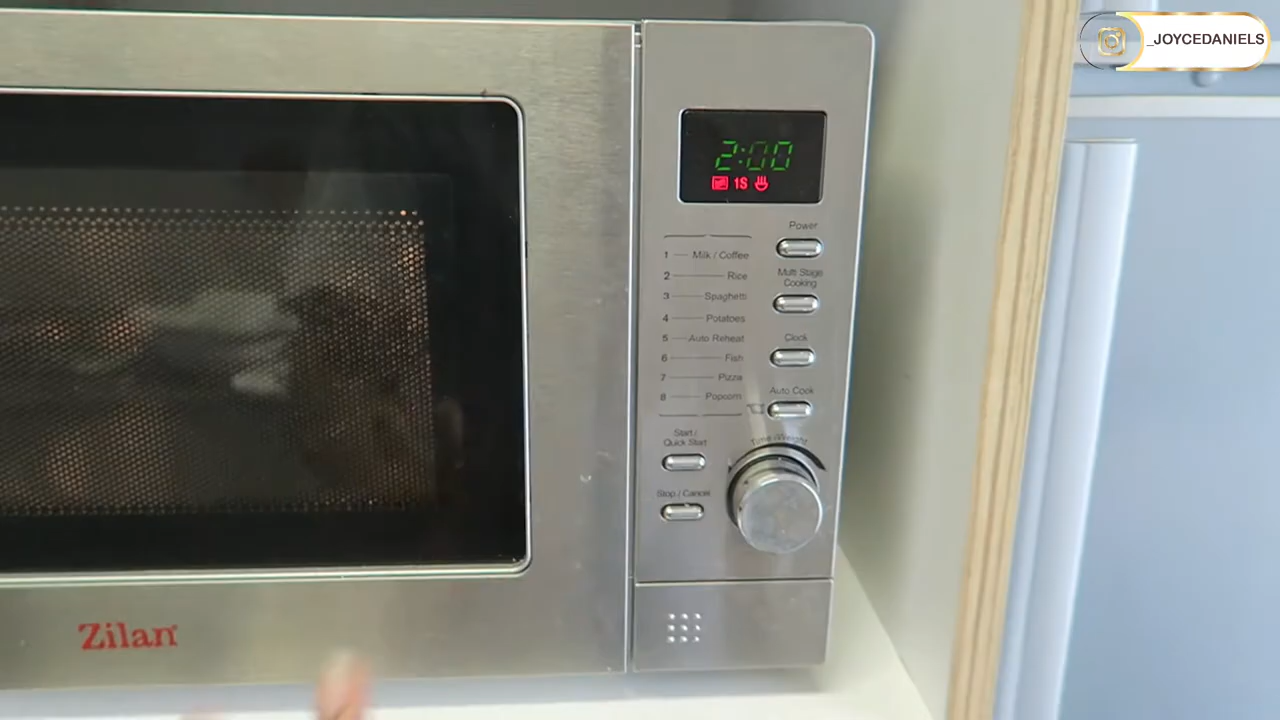 _JOYCEDANIELS
2:00
1S
Power
1 Milk / Coffee
2 Rice
Multi Stage
Cooking
3 Spaghetti
4 Potatoes
Clock
5 Auto Reheat
6 Fish
7 Pizza
Auto Cook
8 Popcorn
Start /
Quick Start
Time /Weight
Stop / Cancel
Zilan